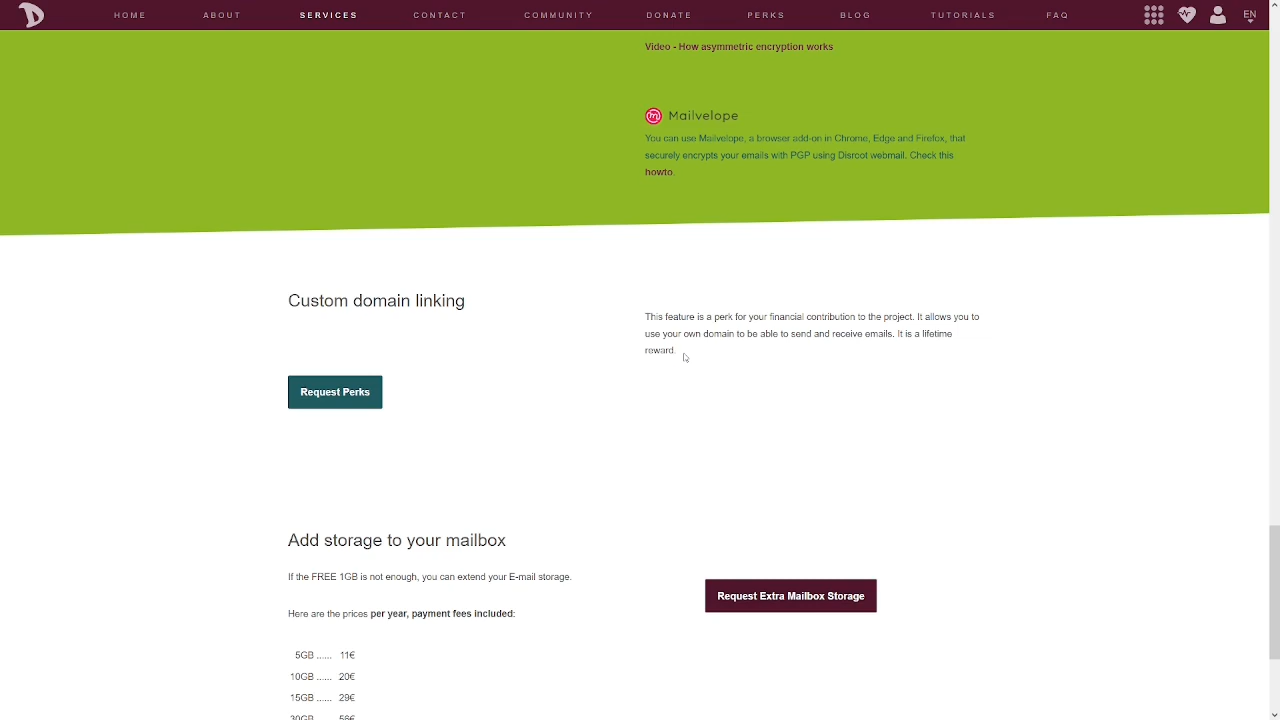 HOME ABOUT SERVICES CONTACT COMMUNITY DONATE PERKS BLOG TUTORIALS FAQ EN
Video - How asymmetric encryption works
Mailvelope
You can use Mailvelope, a browser add-on in Chrome, Edge and Firefox, that
securely encrypts your emails with PGP using Disroot webmail. Check this
howto.
Custom domain linking
This feature is a perk for your financial contribution to the project. It allows you to
use your own domain to be able to send and receive emails. It is a lifetime
reward.
Request Perks
Add storage to your mailbox
If the FREE 1GB is not enough, you can extend your E-mail storage.
Request Extra Mailbox Storage
Here are the prices per year, payment fees included:
5GB ...... 11€
10GB ...... 20€
15GB ...... 29€
30GB ...... 56€